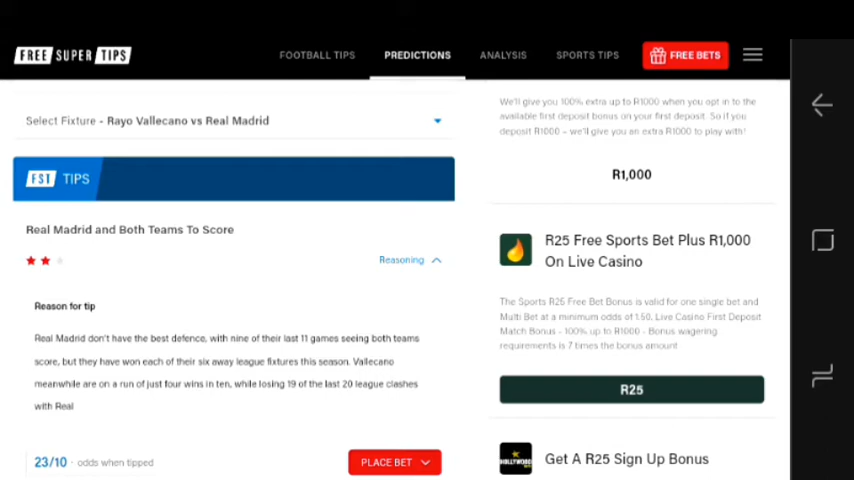 FREE SUPER TIPS
FOOTBALL TIPS
PREDICTIONS
ANALYSIS
SPORTS TIPS
FREE BETS
Select Fixture - Rayo Vallecano vs Real Madrid
FST TIPS
Real Madrid and Both Teams To Score
Reasoning
Reason for tip
Real Madrid don't have the best defence, with nine of their last 11 games seeing both teams
score, but they have won each of their six away league fixtures this season. Vallecano
meanwhile are on a run of just four wins in ten, while losing 19 of the last 20 league clashes
with Real
23/10 - odds when tipped
PLACE BET
We'll give you 100% extra up to R1000 when you opt in to the
available first deposit bonus on your first deposit. So if you
deposit R1000 – we'll give you an extra R1000 to play with!
R1,000
R25 Free Sports Bet Plus R1,000
On Live Casino
The Sports R25 Free Bet Bonus is valid for one single bet and
Multi Bet at a minimum odds of 1.50. Live Casino First Deposit
Match Bonus - 100% up to R1000 - Bonus wagering
requirements is 7 times the bonus amount
R25
HOLLYWOOD
Get A R25 Sign Up Bonus